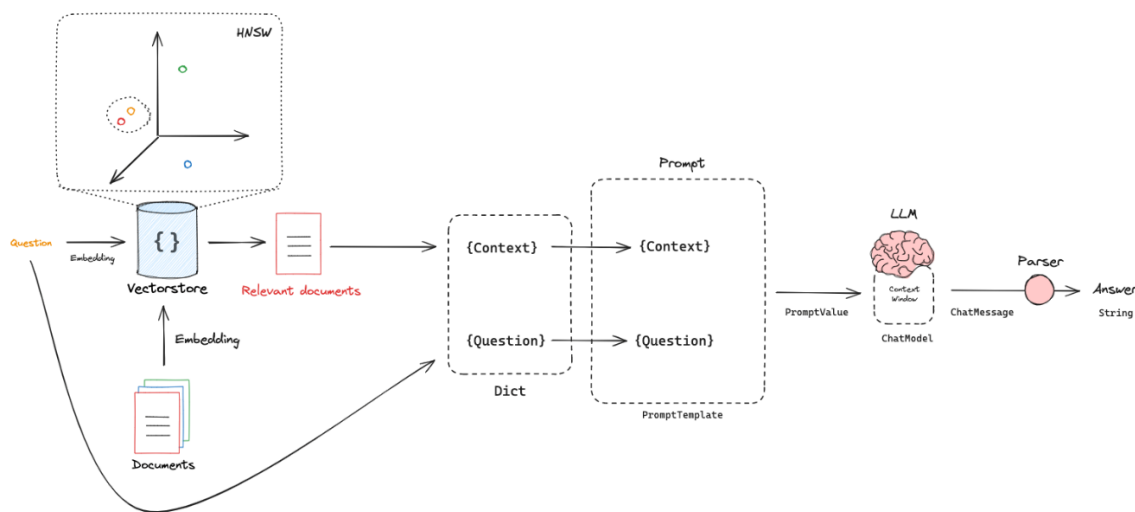 HNSW
Question
Embedding
{}
Vectorstore
Relevant documents
Embedding
Documents
{Context}
{Question}
Dict
Prompt
{Context}
{Question}
PromptTemplate
PromptValue
LLM
Context
Window
ChatModel
ChatMessage
Parser
Answer
String